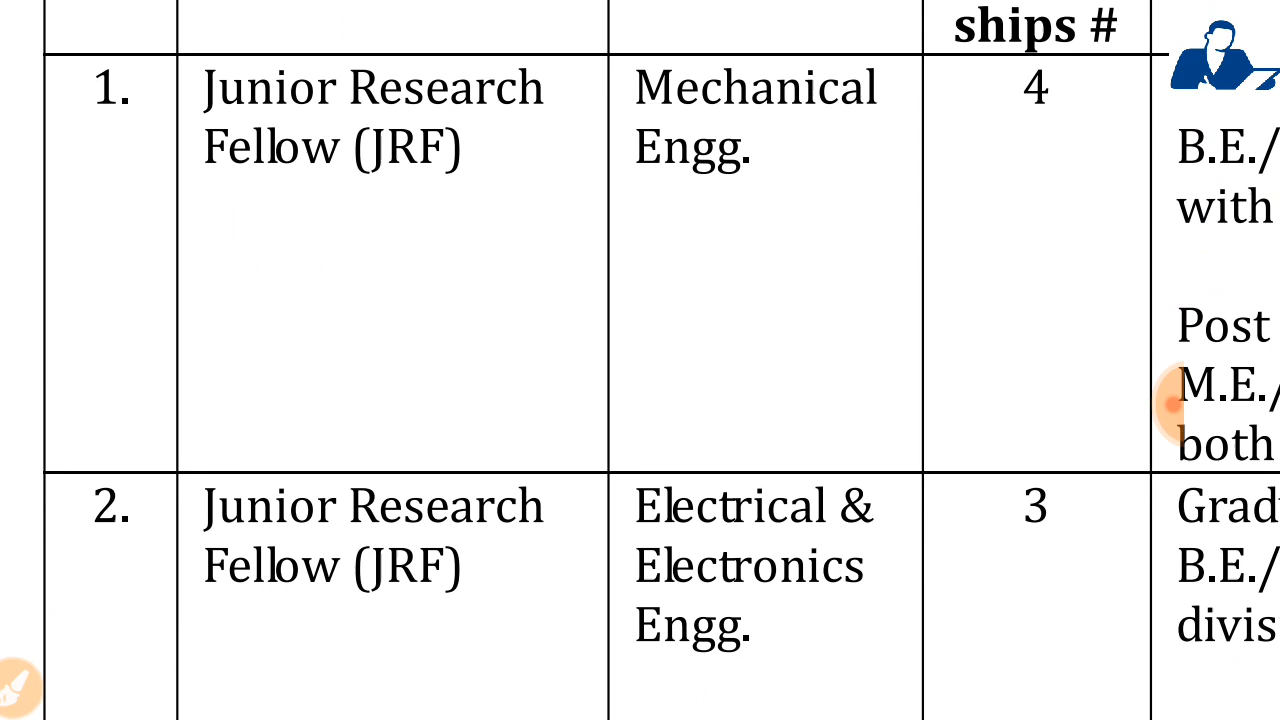 ships #
1.
Junior Research
Fellow (JRF)
Mechanical
Engg.
4
B.E./
with
Post
M.E./
both
2.
Junior Research
Fellow (JRF)
Electrical &
Electronics
Engg.
3
B.E./